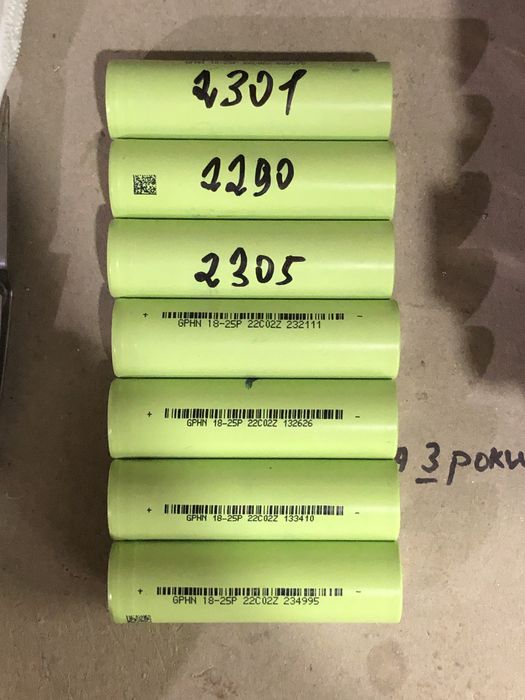 2301
2290
2305
+ -
GPHN 18-25P 22C02Z 232111
+ -
GPHN 18-25P 22C02Z 132626
+ -
GPHN 18-25P 22C02Z 133410
+ -
GPHN 18-25P 22C02Z 234995
3 роки